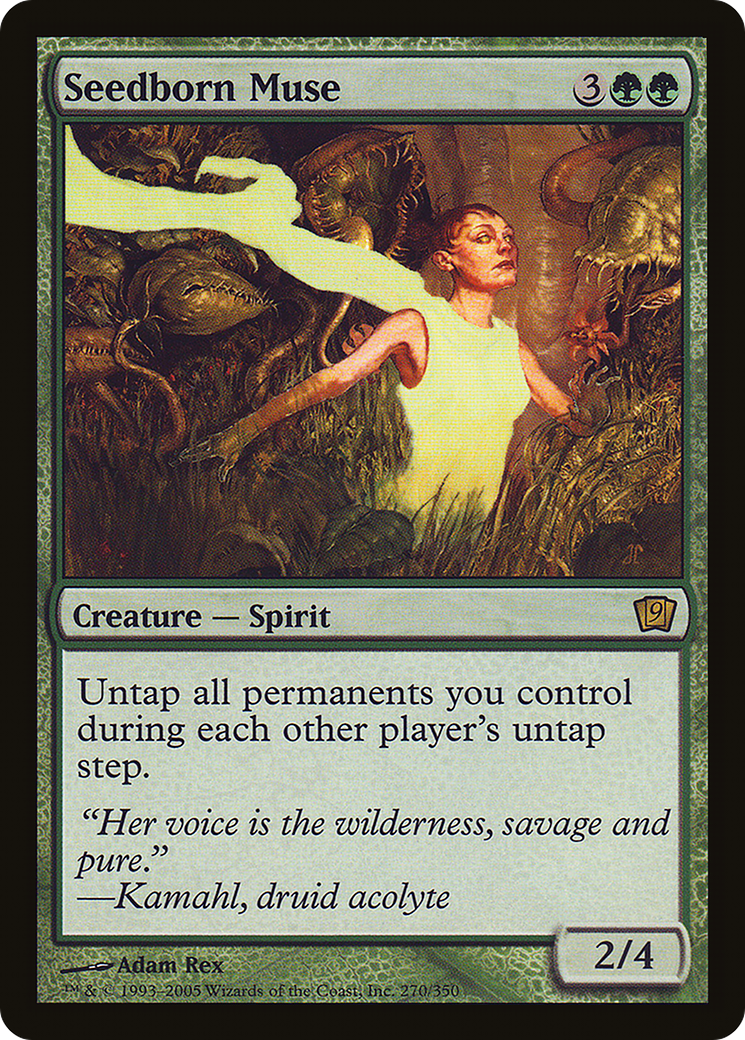 Seedborn Muse 3
Creature — Spirit 9
Untap all permanents you control
during each other player's untap
step.
“Her voice is the wilderness, savage and
pure.”
—Kamahl, druid acolyte
2/4
Adam Rex
™ & © 1993–2005 Wizards of the Coast, Inc. 270/350